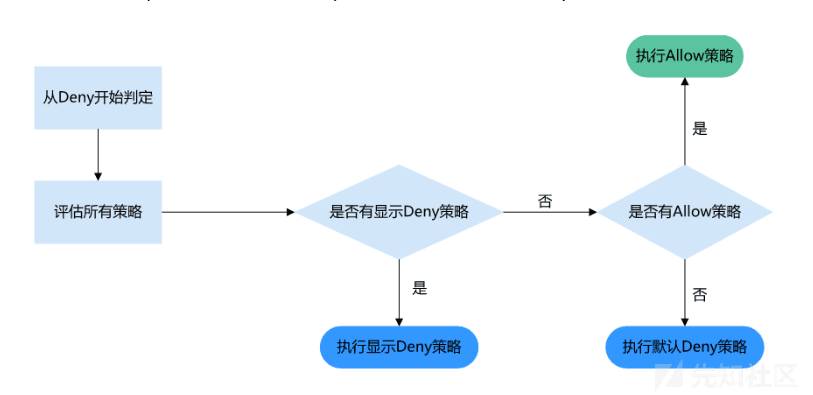 执行Allow策略
从Deny开始判定
是
评估所有策略
是否有显示Deny策略
否
是否有Allow策略
是
否
执行显示Deny策略
执行默认Deny策略
先知社区